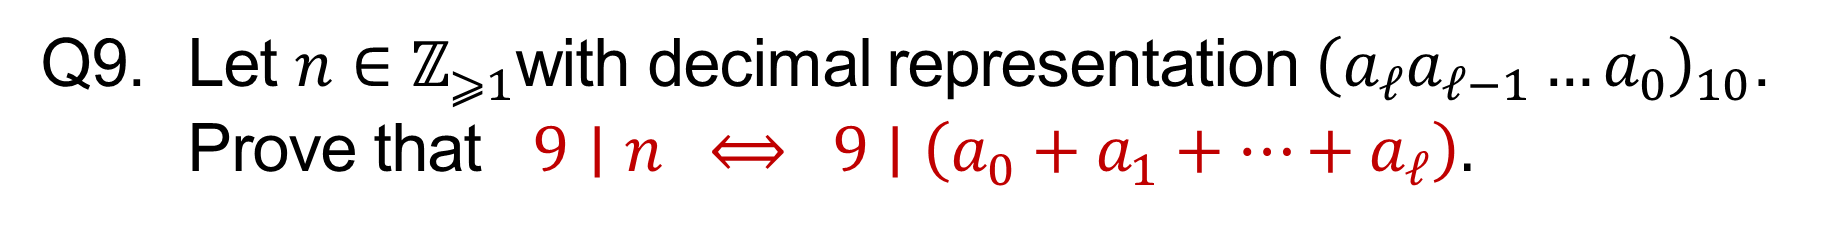 Q9. Let n ∈ ℤ⩾₁ with decimal representation (aₗaₗ₋₁ … a₀)₁₀.
Prove that 9 | n ⟺ 9 | (a₀ + a₁ + ⋯ + aₗ).